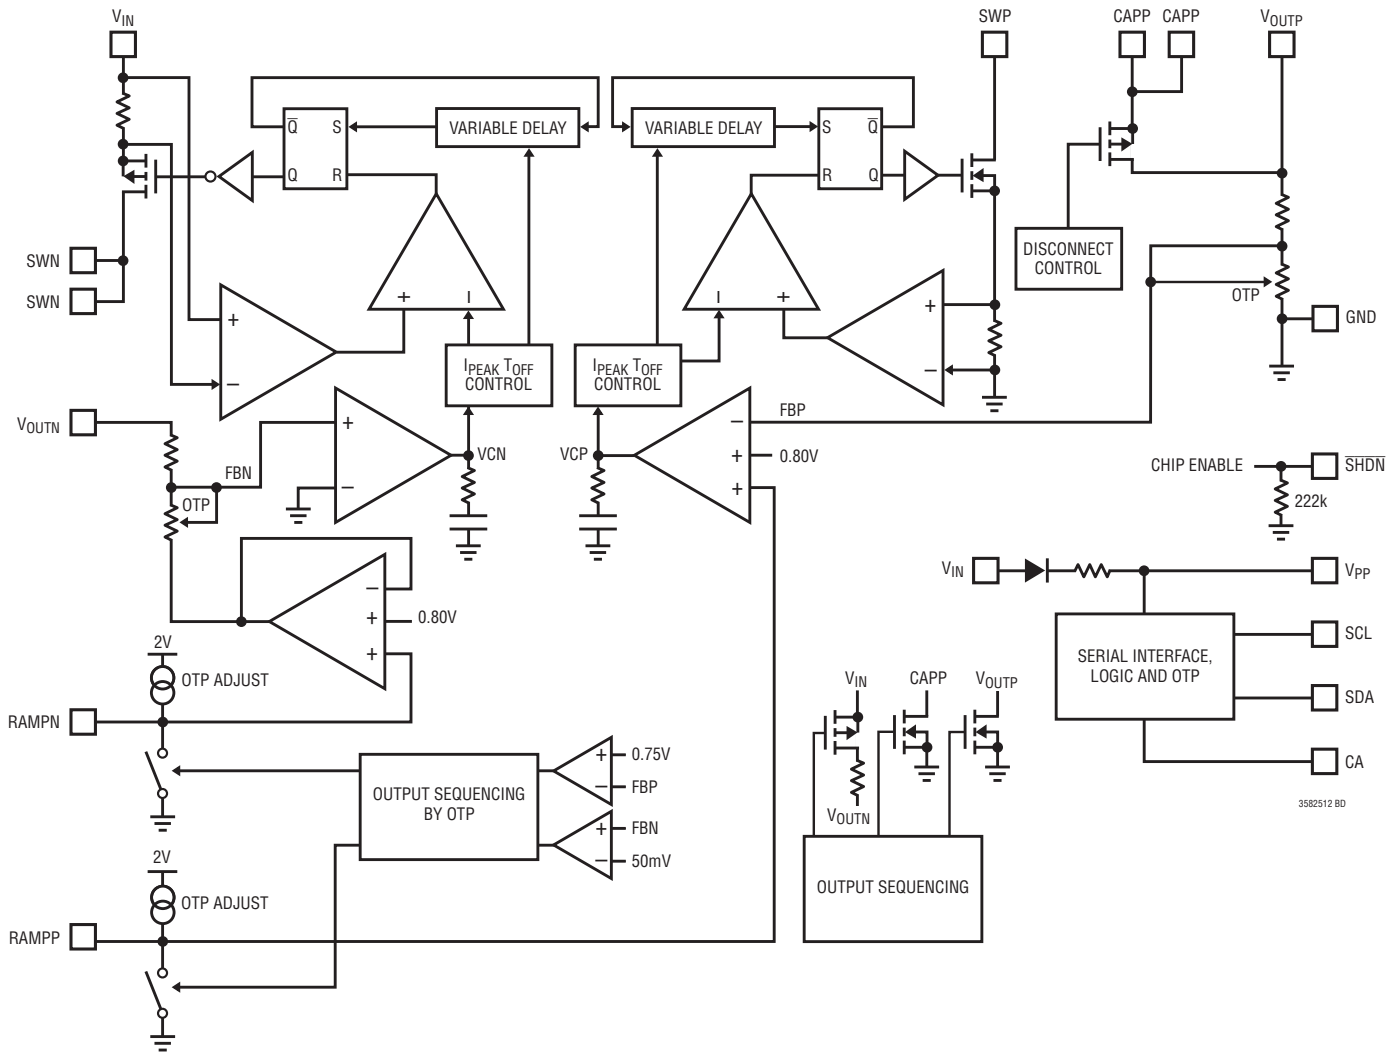 VIN
SWP
CAPP
CAPP
VOUTP
Q̅
S
VARIABLE DELAY
VARIABLE DELAY
S
Q̅
Q
R
R
Q
SWN
SWN
DISCONNECT
CONTROL
OTP
GND
+
–
+
–
–
+
+
–
IPEAK TOFF
CONTROL
IPEAK TOFF
CONTROL
VOUTN
FBN
OTP
+
–
VCN
VCP
–
+
+
FBP
0.80V
CHIP ENABLE
S̅H̅D̅N̅
222k
VIN
VPP
–
+
+
0.80V
SERIAL INTERFACE,
LOGIC AND OTP
SCL
SDA
CA
2V
OTP ADJUST
RAMPN
VIN
CAPP
VOUTP
VOUTN
OUTPUT SEQUENCING
OUTPUT SEQUENCING
BY OTP
+
–
0.75V
FBP
+
–
FBN
50mV
2V
OTP ADJUST
RAMPP
3582512 BD